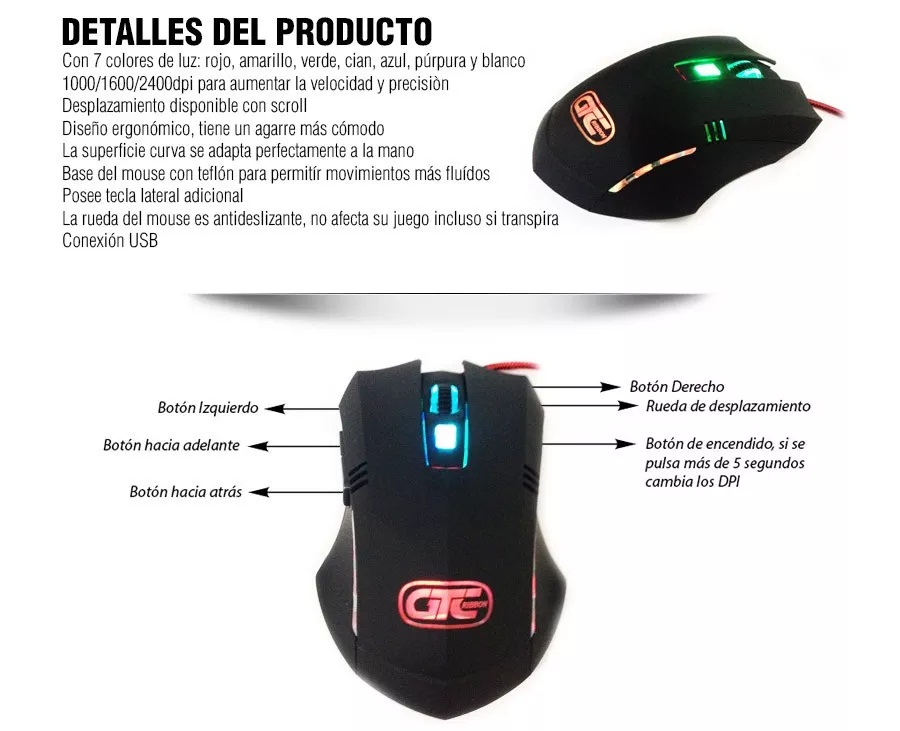 DETALLES DEL PRODUCTO
Con 7 colores de luz: rojo, amarillo, verde, cian, azul, púrpura y blanco
1000/1600/2400dpi para aumentar la velocidad y precisiòn
Desplazamiento disponible con scroll
Diseño ergonómico, tiene un agarre más cómodo
La superficie curva se adapta perfectamente a la mano
Base del mouse con teflón para permitír movimientos más fluídos
Posee tecla lateral adicional
La rueda del mouse es antideslizante, no afecta su juego incluso si transpira
Conexión USB
GTC
RIBBON
Botón Izquierdo
Botón hacia adelante
Botón hacia atrás
Botón Derecho
Rueda de desplazamiento
Botón de encendido, si se
pulsa más de 5 segundos
cambia los DPI
GTC
RIBBON